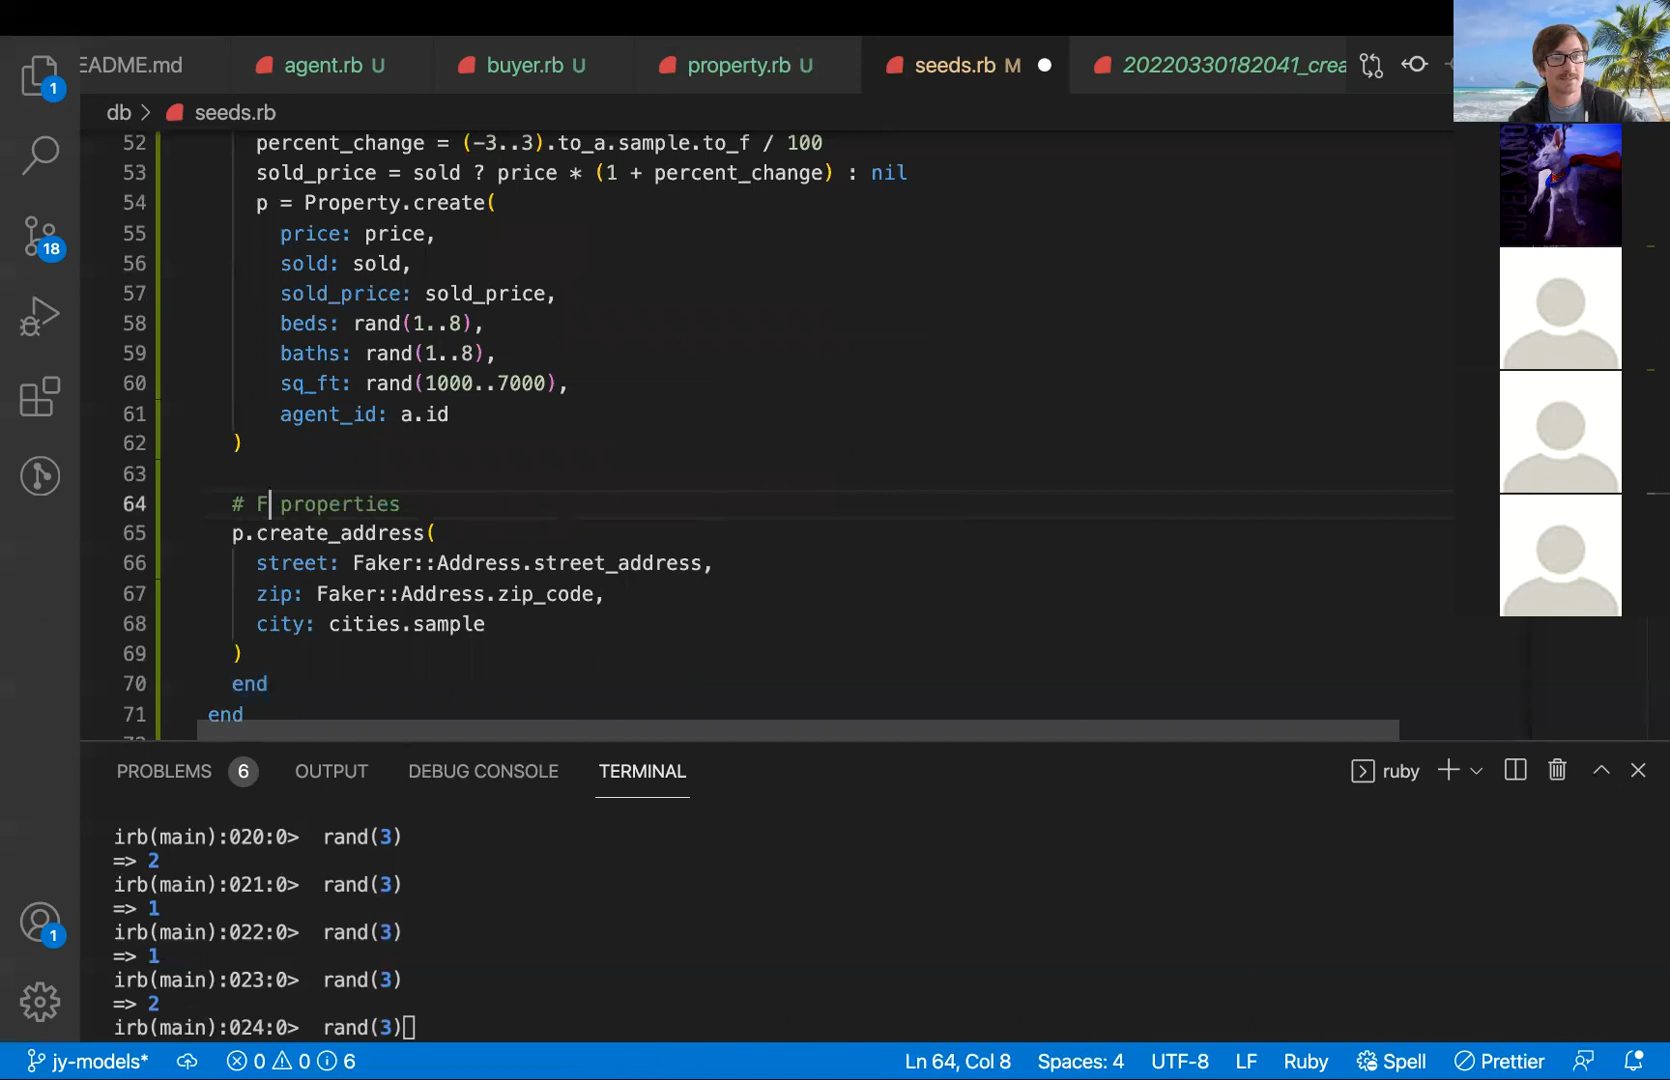 EADME.md agent.rb U buyer.rb U property.rb U seeds.rb M 20220330182041_crea
db > seeds.rb
52 percent_change = (-3..3).to_a.sample.to_f / 100
53 sold_price = sold ? price * (1 + percent_change) : nil
54 p = Property.create(
55 price: price,
56 sold: sold,
57 sold_price: sold_price,
58 beds: rand(1..8),
59 baths: rand(1..8),
60 sq_ft: rand(1000..7000),
61 agent_id: a.id
62 )
63
64 # F properties
65 p.create_address(
66 street: Faker::Address.street_address,
67 zip: Faker::Address.zip_code,
68 city: cities.sample
69 )
70 end
71 end
1
18
1
PROBLEMS 6 OUTPUT DEBUG CONSOLE TERMINAL ruby
irb(main):020:0> rand(3)
=> 2
irb(main):021:0> rand(3)
=> 1
irb(main):022:0> rand(3)
=> 1
irb(main):023:0> rand(3)
=> 2
irb(main):024:0> rand(3)
jy-models* 0 0 6 Ln 64, Col 8 Spaces: 4 UTF-8 LF Ruby Spell Prettier